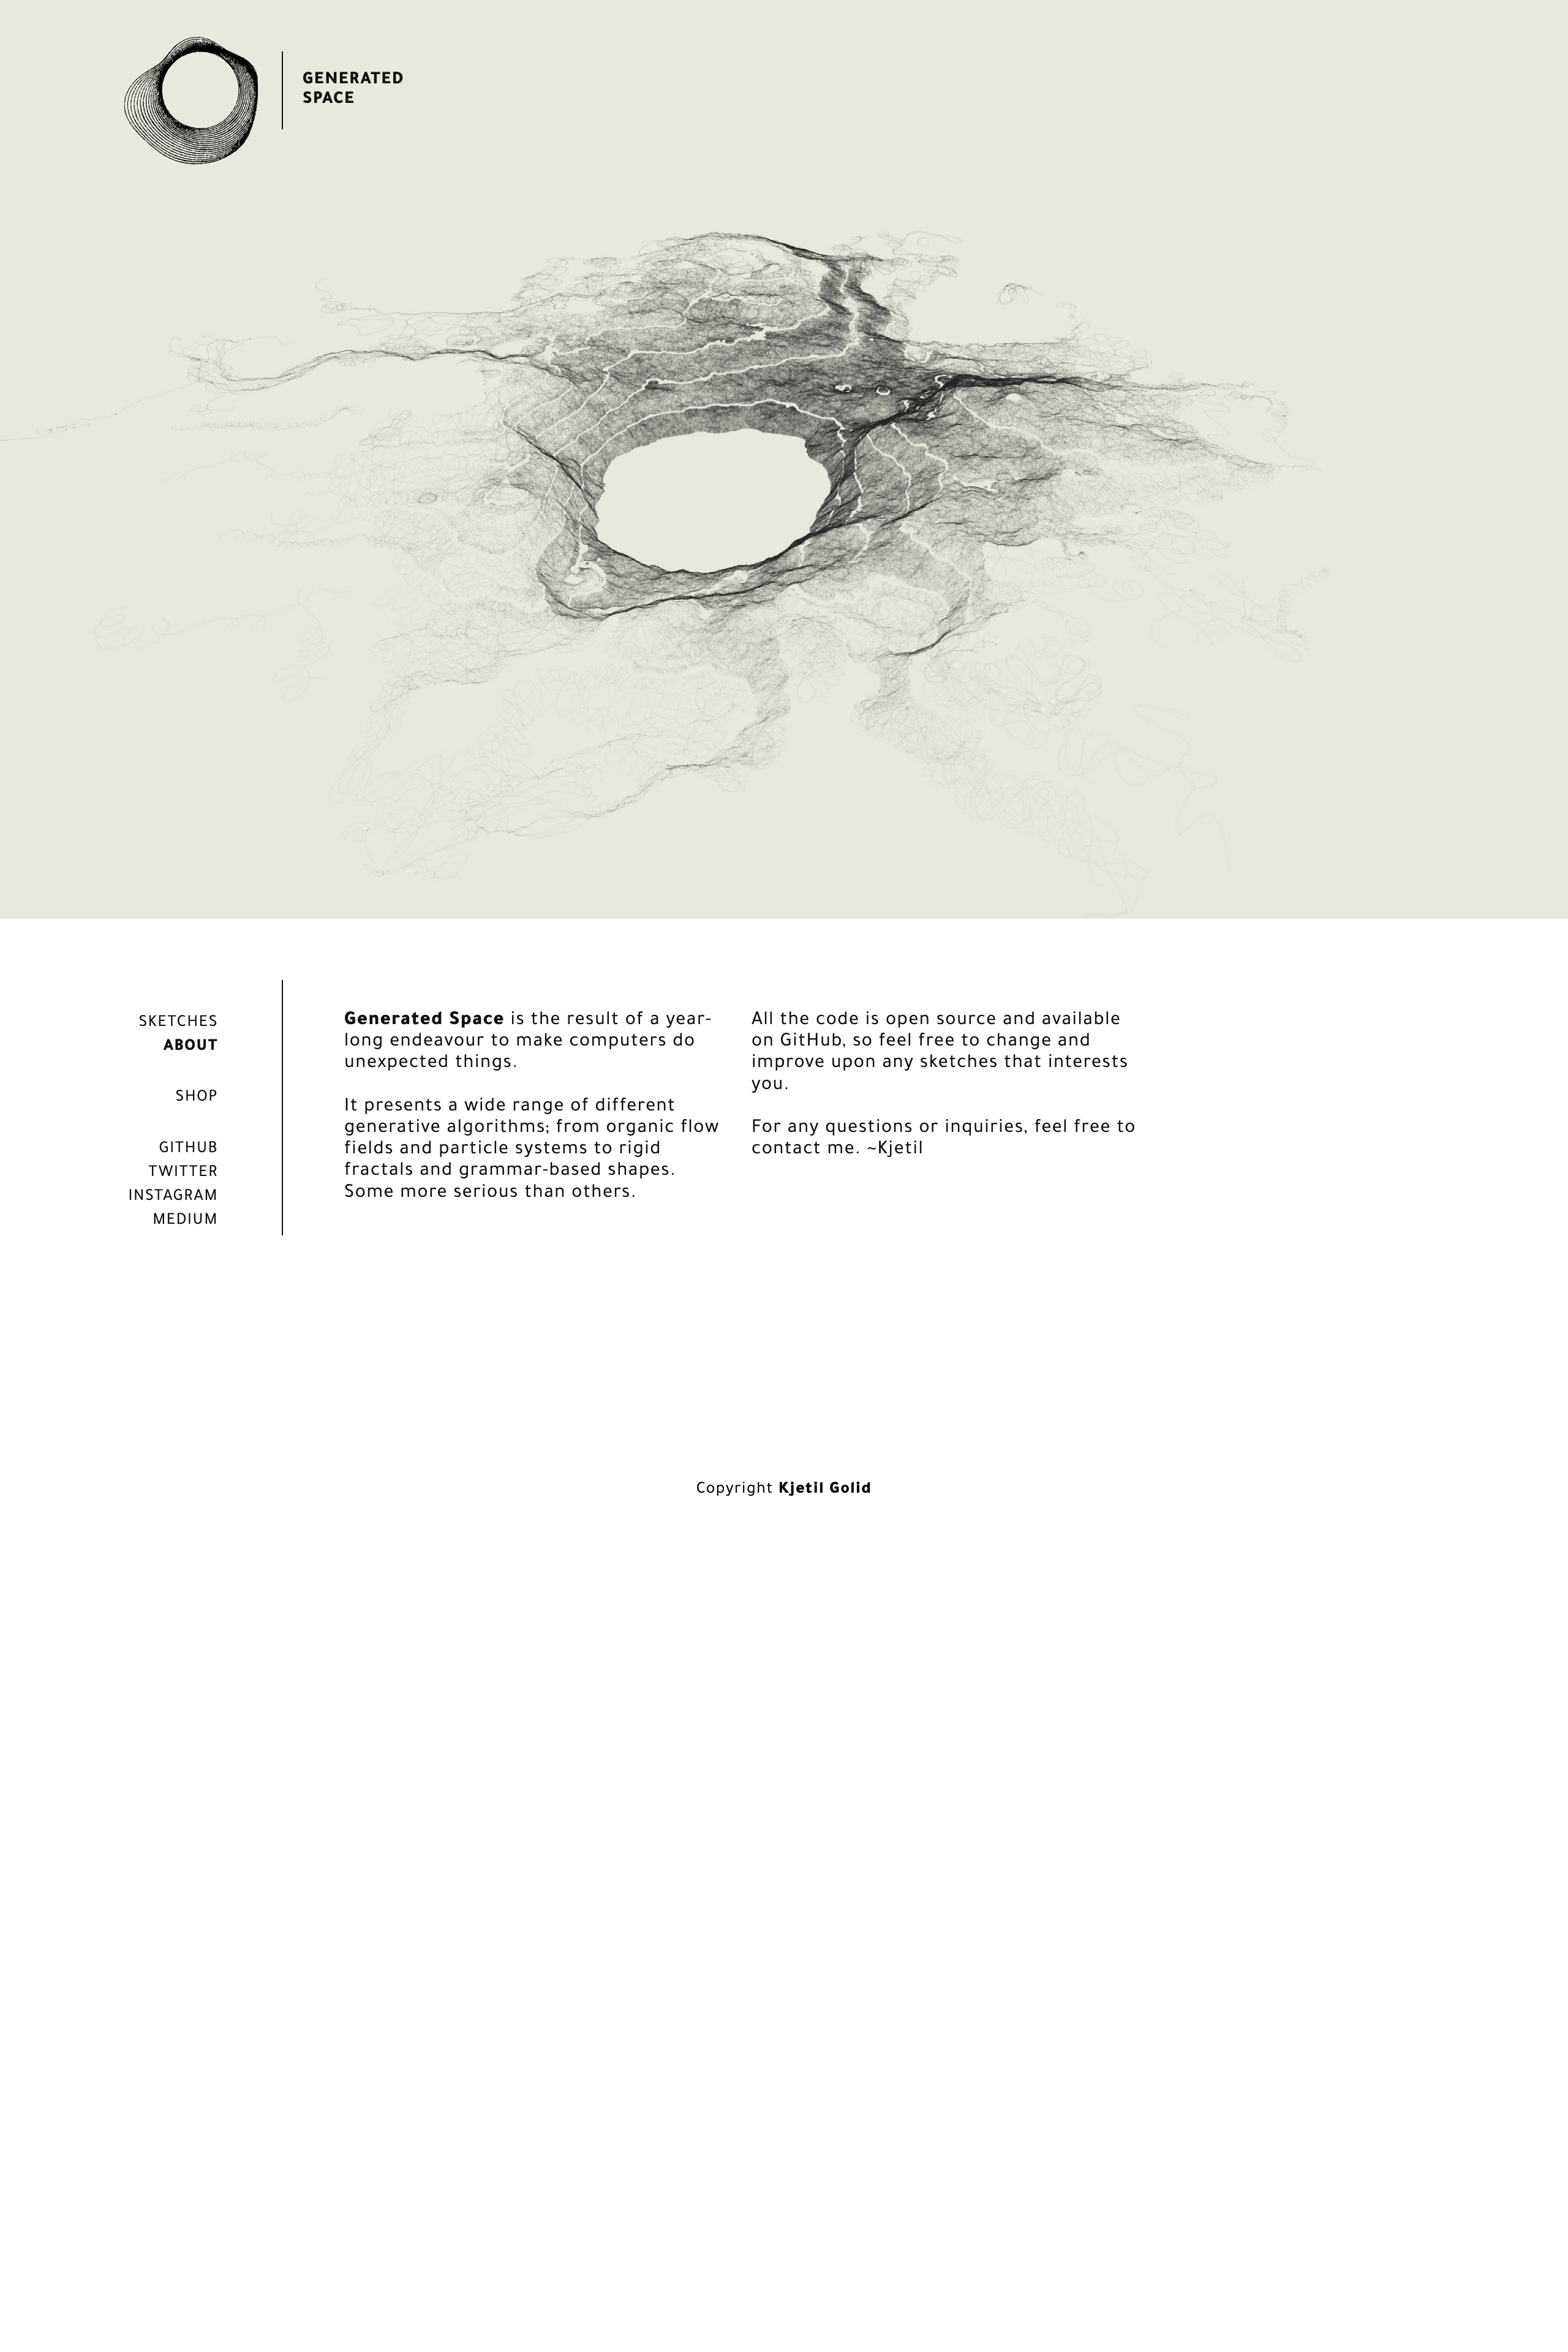 GENERATED
SPACE
SKETCHES
ABOUT
SHOP
GITHUB
TWITTER
INSTAGRAM
MEDIUM
Generated Space is the result of a year-
long endeavour to make computers do
unexpected things.
It presents a wide range of different
generative algorithms; from organic flow
fields and particle systems to rigid
fractals and grammar-based shapes.
Some more serious than others.
All the code is open source and available
on GitHub, so feel free to change and
improve upon any sketches that interests
you.
For any questions or inquiries, feel free to
contact me. ~Kjetil
Copyright Kjetil Golid